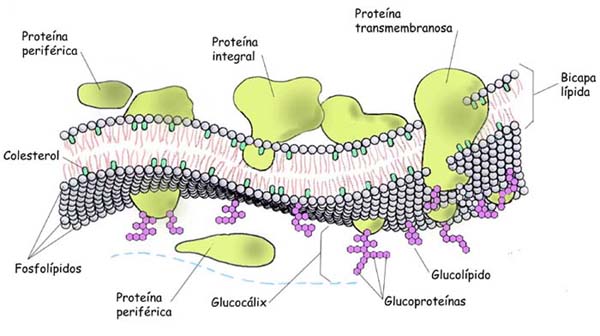 Proteína
periférica
Proteína
integral
Proteína
transmembranosa
Bicapa
lípida
Colesterol
Fosfolípidos
Proteína
periférica
Glucocálix
Glucoproteínas
Glucolípido